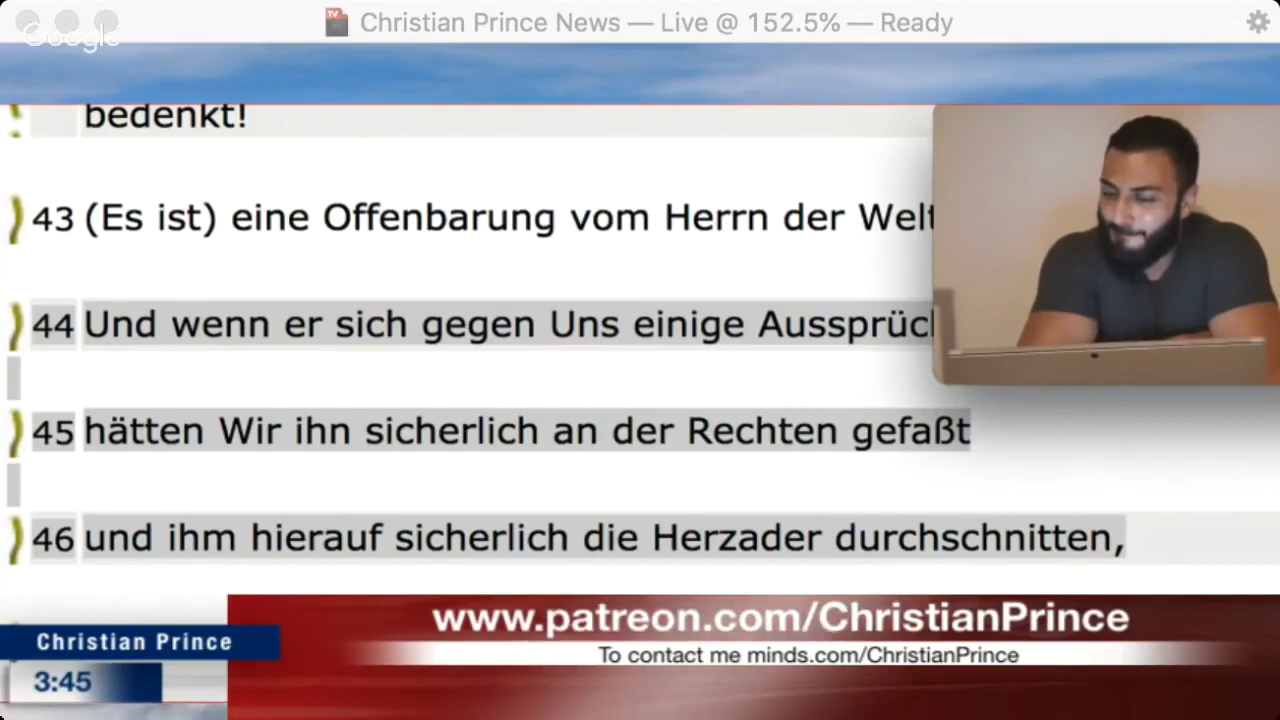 Christian Prince News — Live @ 152.5% — Ready
Google
bedenkt!
43 (Es ist) eine Offenbarung vom Herrn der Welt
44 Und wenn er sich gegen Uns einige Aussprüc
45 hätten Wir ihn sicherlich an der Rechten gefaßt
46 und ihm hierauf sicherlich die Herzader durchschnitten,
www.patreon.com/ChristianPrince
Christian Prince
To contact me minds.com/ChristianPrince
3:45